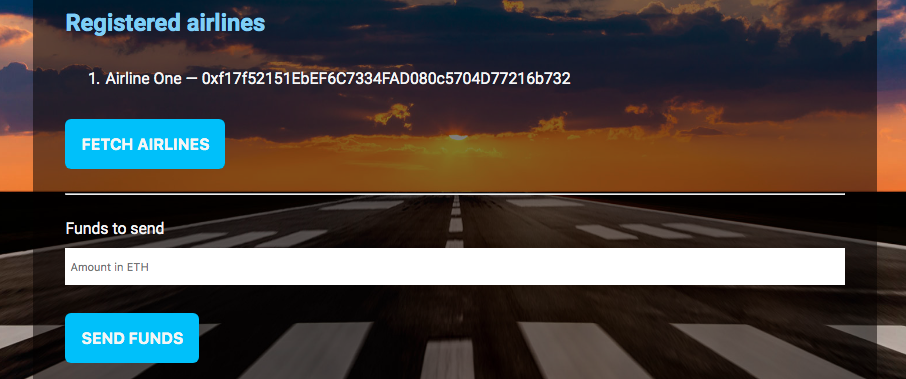 Registered airlines
1. Airline One — 0xf17f52151EbEF6C7334FAD080c5704D77216b732
FETCH AIRLINES
Funds to send
Amount in ETH
SEND FUNDS